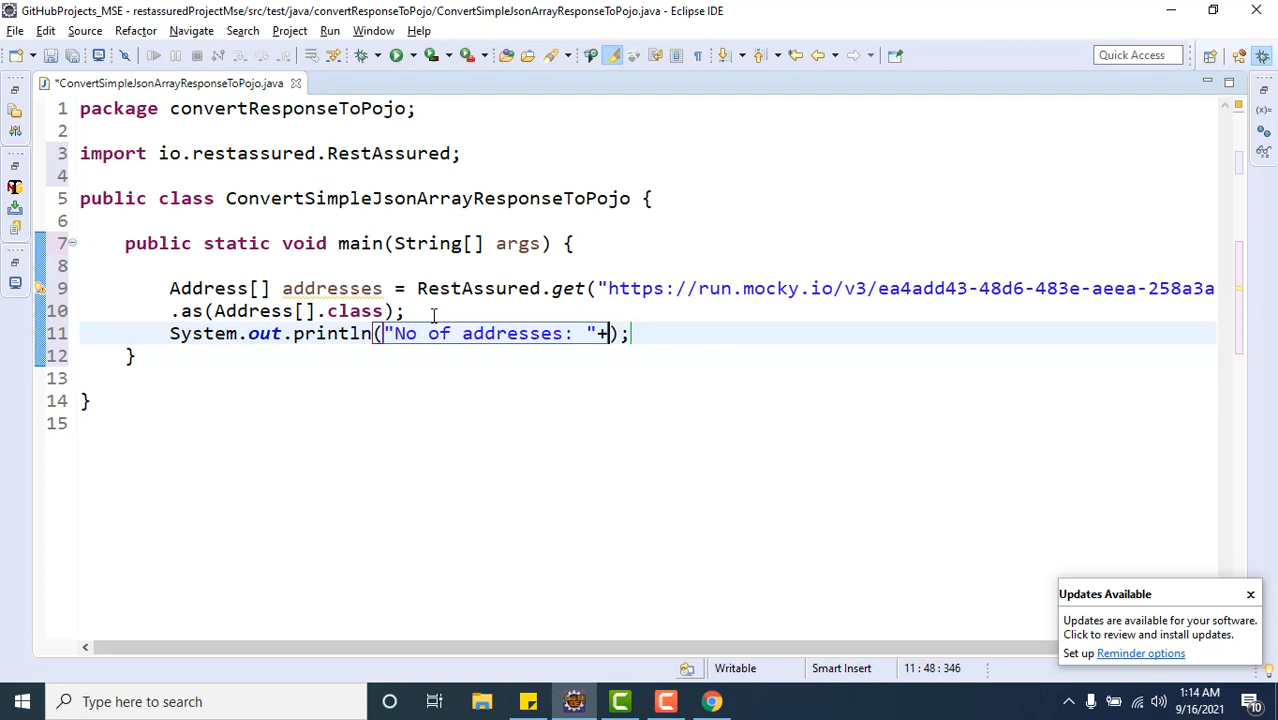 GitHubProjects_MSE - restassuredProjectMse/src/test/java/convertResponseToPojo/ConvertSimpleJsonArrayResponseToPojo.java - Eclipse IDE
File Edit Source Refactor Navigate Search Project Run Window Help
Quick Access
*ConvertSimpleJsonArrayResponseToPojo.java
1 package convertResponseToPojo;
2
3 import io.restassured.RestAssured;
4
5 public class ConvertSimpleJsonArrayResponseToPojo {
6
7 public static void main(String[] args) {
8
9 Address[] addresses = RestAssured.get("https://run.mocky.io/v3/ea4add43-48d6-483e-aeea-258a3a
10 .as(Address[].class);
11 System.out.println("No of addresses: "+);
12 }
13
14 }
15
Updates Available
Updates are available for your software.
Click to review and install updates.
Set up Reminder options
Writable Smart Insert 11 : 48 : 346
Type here to search
1:14 AM
9/16/2021
10